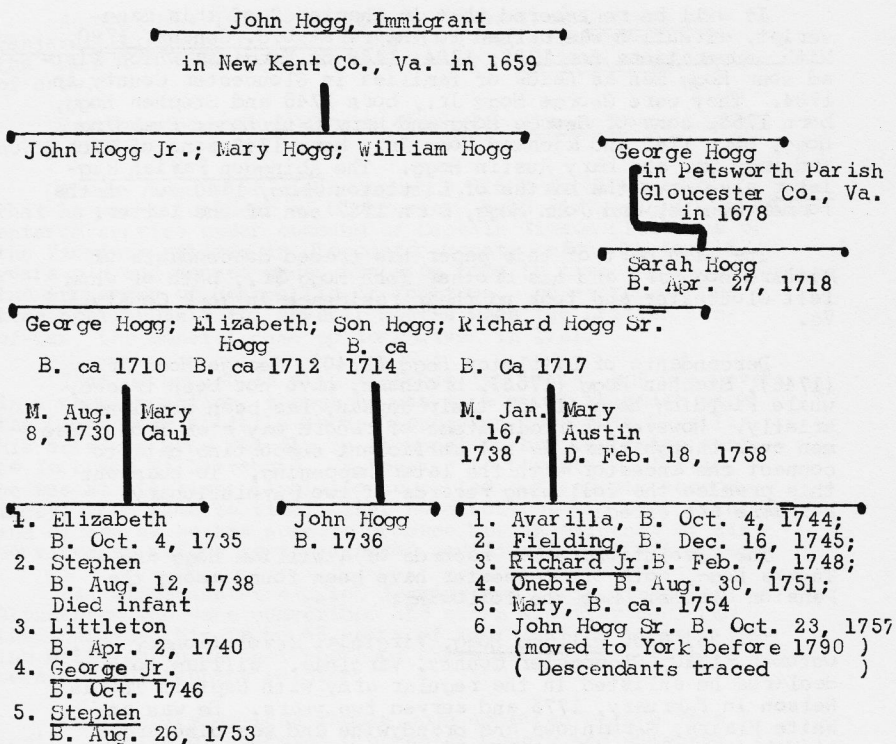 John Hogg, Immigrant
in New Kent Co., Va. in 1659
John Hogg Jr.; Mary Hogg; William Hogg
George Hogg
in Petsworth Parish
Gloucester Co., Va.
in 1678
Sarah Hogg
B. Apr. 27, 1718
George Hogg; Elizabeth; Son Hogg; Richard Hogg Sr.
Hogg B. ca
B. ca 1710 B. ca 1712 1714 B. Ca 1717
M. Aug. Mary
8, 1730 Caul
M. Jan. Mary
16, Austin
1738 D. Feb. 18, 1758
1. Elizabeth
B. Oct. 4, 1735
2. Stephen
B. Aug. 12, 1738
Died infant
3. Littleton
B. Apr. 2, 1740
4. George Jr.
B. Oct. 1746
5. Stephen
B. Aug. 26, 1753
John Hogg
B. 1736
1. Avarilla, B. Oct. 4, 1744;
2. Fielding, B. Dec. 16, 1745;
3. Richard Jr. B. Feb. 7, 1748;
4. Onebie, B. Aug. 30, 1751;
5. Mary, B. ca. 1754
6 John Hogg Sr. B. Oct. 23, 1757
(moved to York before 1790 )
( Descendants traced )